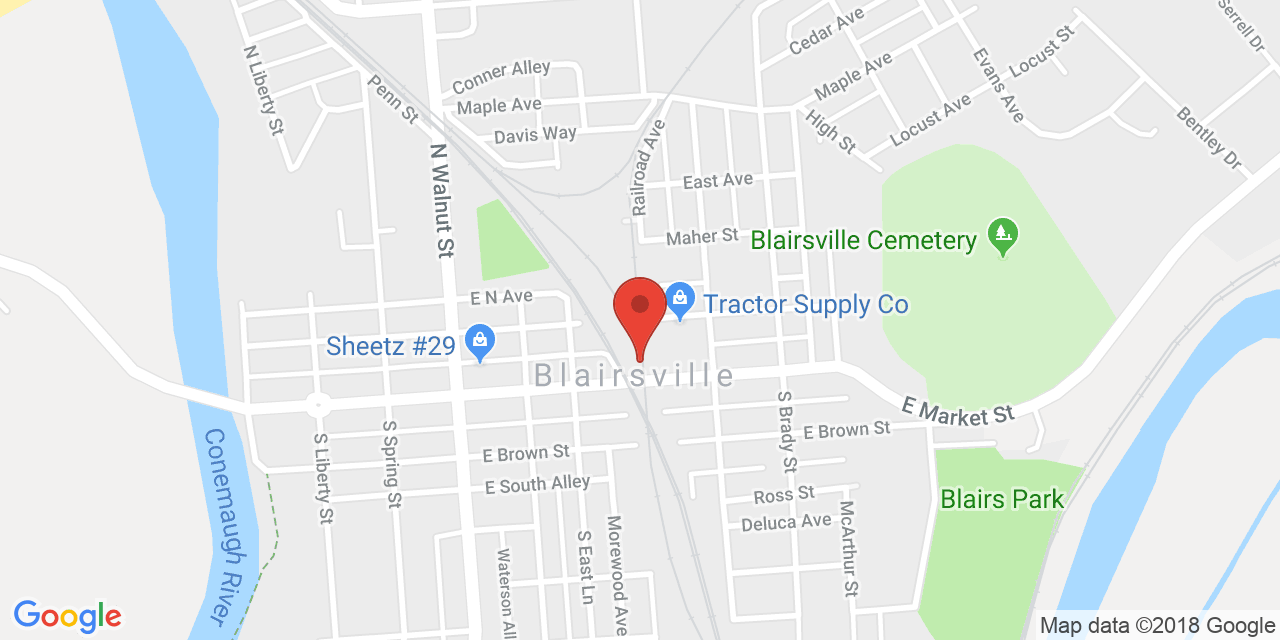 Serrell Dr
Cedar Ave
Locust St
Evans Ave
N Liberty St
Conner Alley
Maple Ave
Penn St
Maple Ave
Locust Ave
Bentley Dr
High St
Davis Way
Railroad Ave
N Walnut St
East Ave
Maher St
Blairsville Cemetery
E N Ave
Tractor Supply Co
Sheetz #29
Blairsville
E Market St
S Brady St
E Brown St
S Liberty St
S Spring St
E Brown St
E South Alley
Conemaugh River
Ross St
Blairs Park
Deluca Ave
McArthur St
Morewood Ave
S East Ln
Waterson All
Google
Map data ©2018 Google